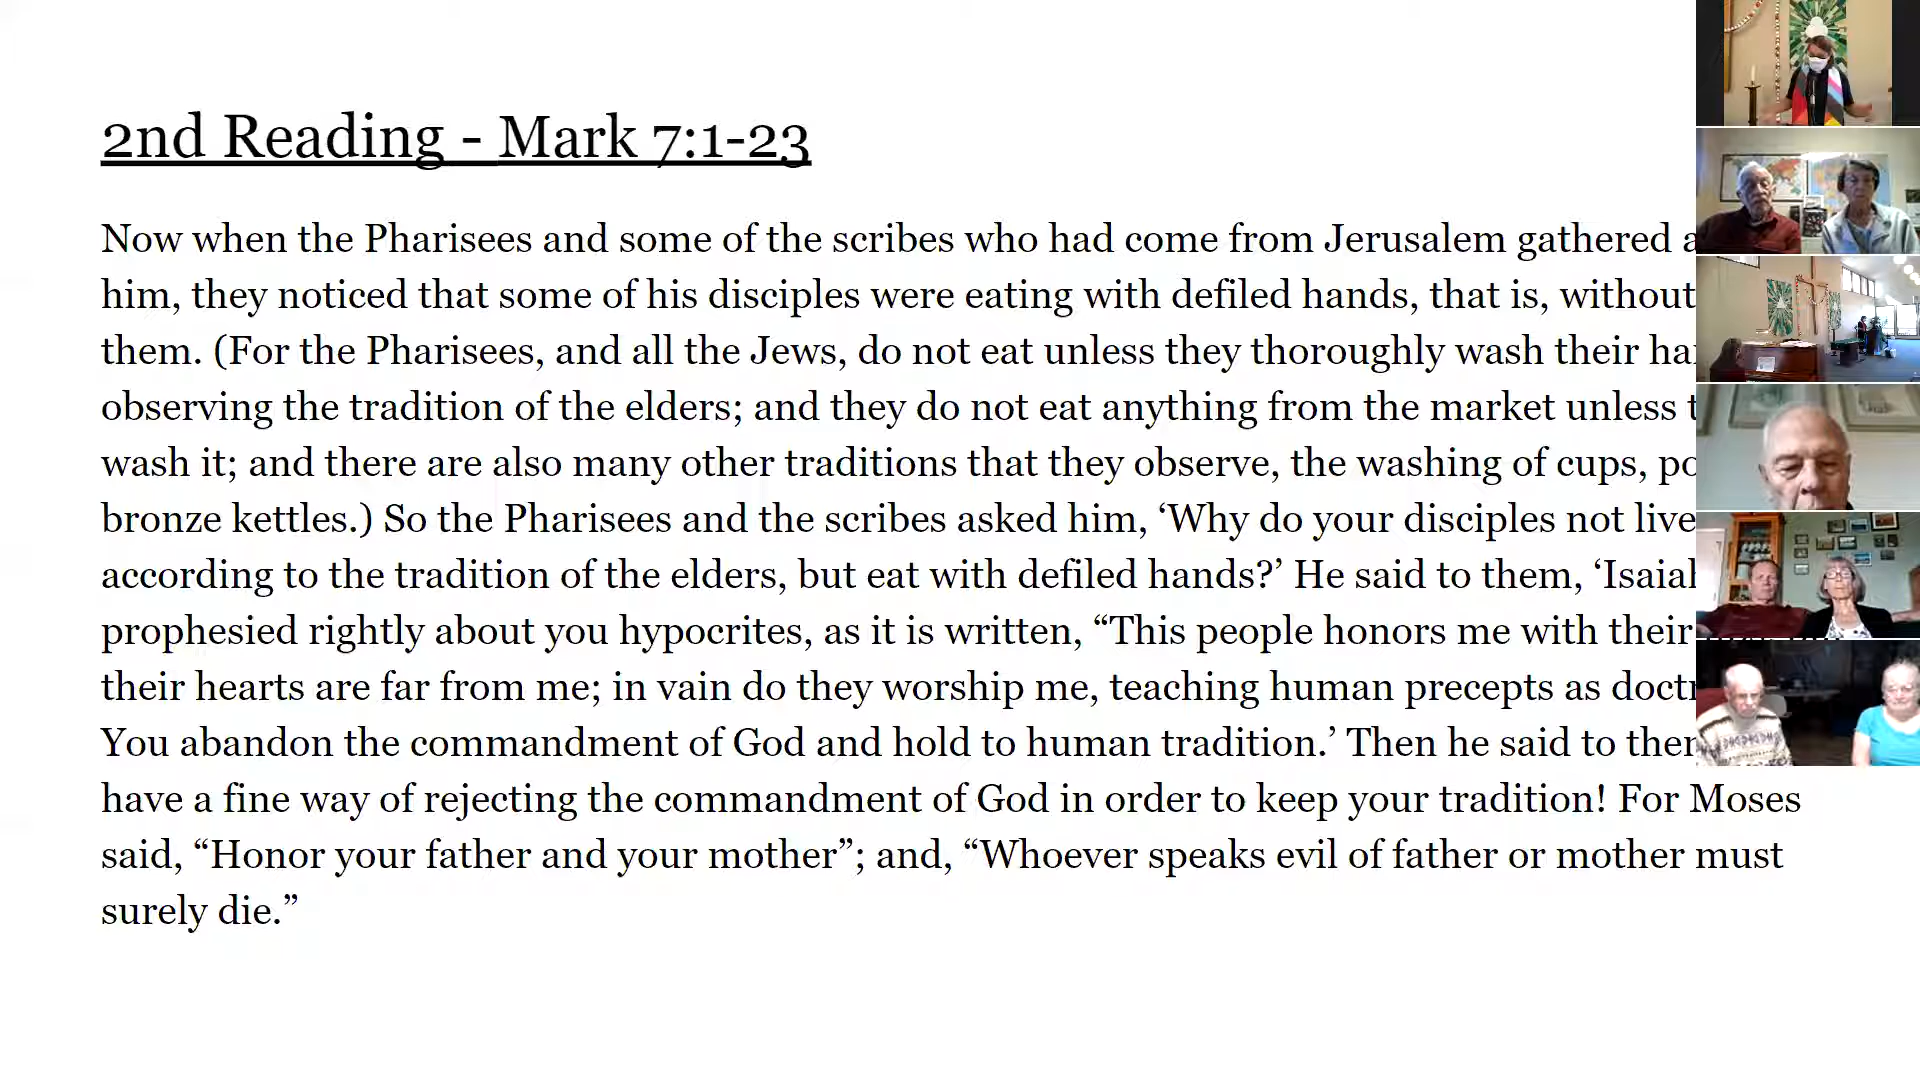 2nd Reading - Mark 7:1-23
Now when the Pharisees and some of the scribes who had come from Jerusalem gathered
him, they noticed that some of his disciples were eating with defiled hands, that is, without
them. (For the Pharisees, and all the Jews, do not eat unless they thoroughly wash their
observing the tradition of the elders; and they do not eat anything from the market unless
wash it; and there are also many other traditions that they observe, the washing of cups,
bronze kettles.) So the Pharisees and the scribes asked him, ‘Why do your disciples not live
according to the tradition of the elders, but eat with defiled hands?’ He said to them, ‘Isaiah
prophesied rightly about you hypocrites, as it is written, “This people honors me with their
their hearts are far from me; in vain do they worship me, teaching human precepts as
You abandon the commandment of God and hold to human tradition.’ Then he said to
have a fine way of rejecting the commandment of God in order to keep your tradition! For Moses
said, “Honor your father and your mother”; and, “Whoever speaks evil of father or mother must
surely die.”